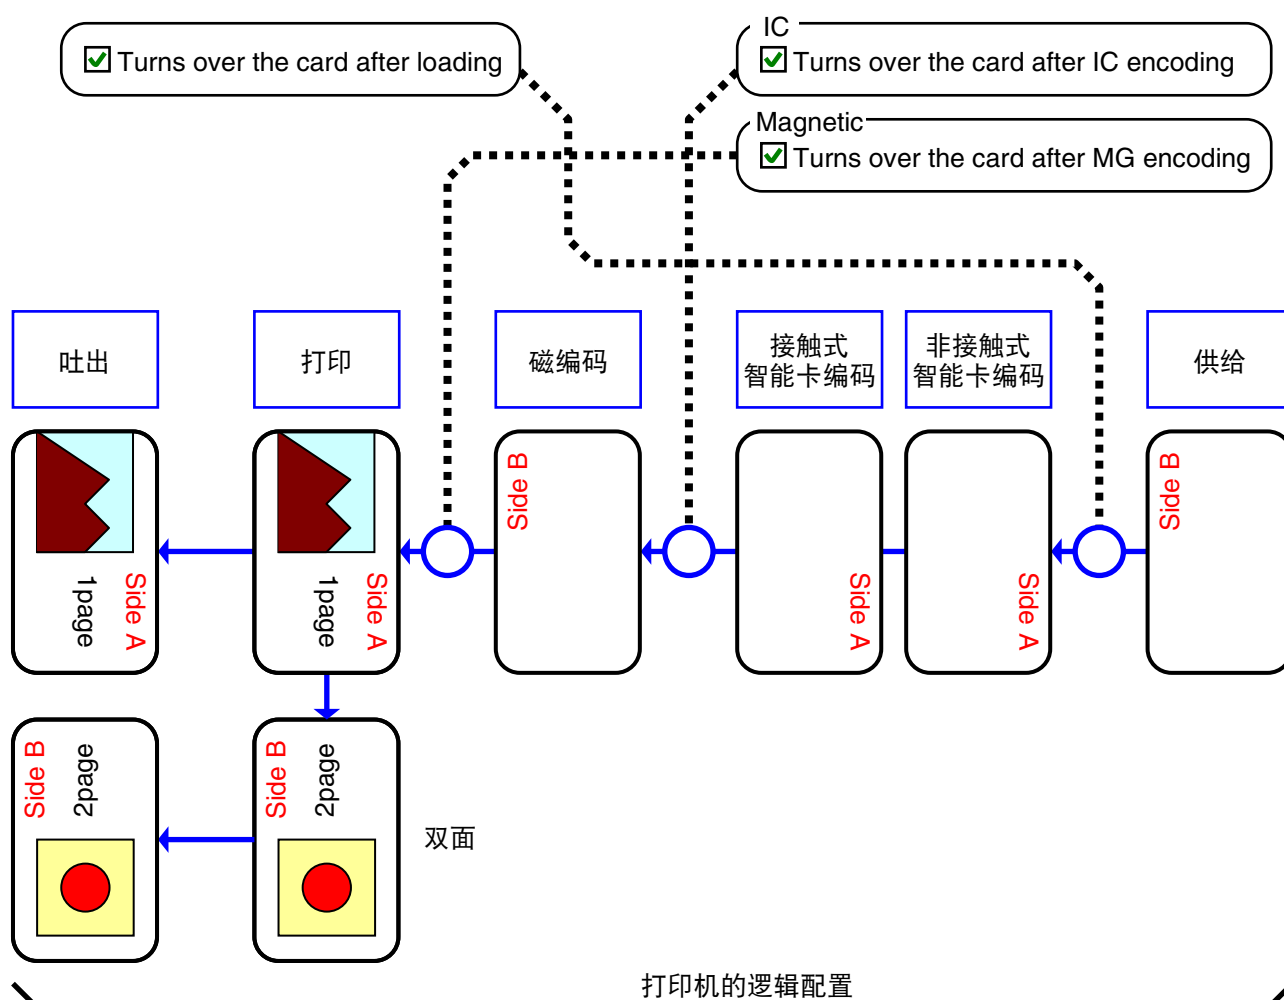 Turns over the card after loading
IC
Turns over the card after IC encoding
Magnetic
Turns over the card after MG encoding
吐出
打印
磁编码
接触式
智能卡编码
非接触式
智能卡编码
供给
Side A
1page
Side A
1page
Side B
Side A
Side A
Side B
Side B
2page
Side B
2page
双面
打印机的逻辑配置